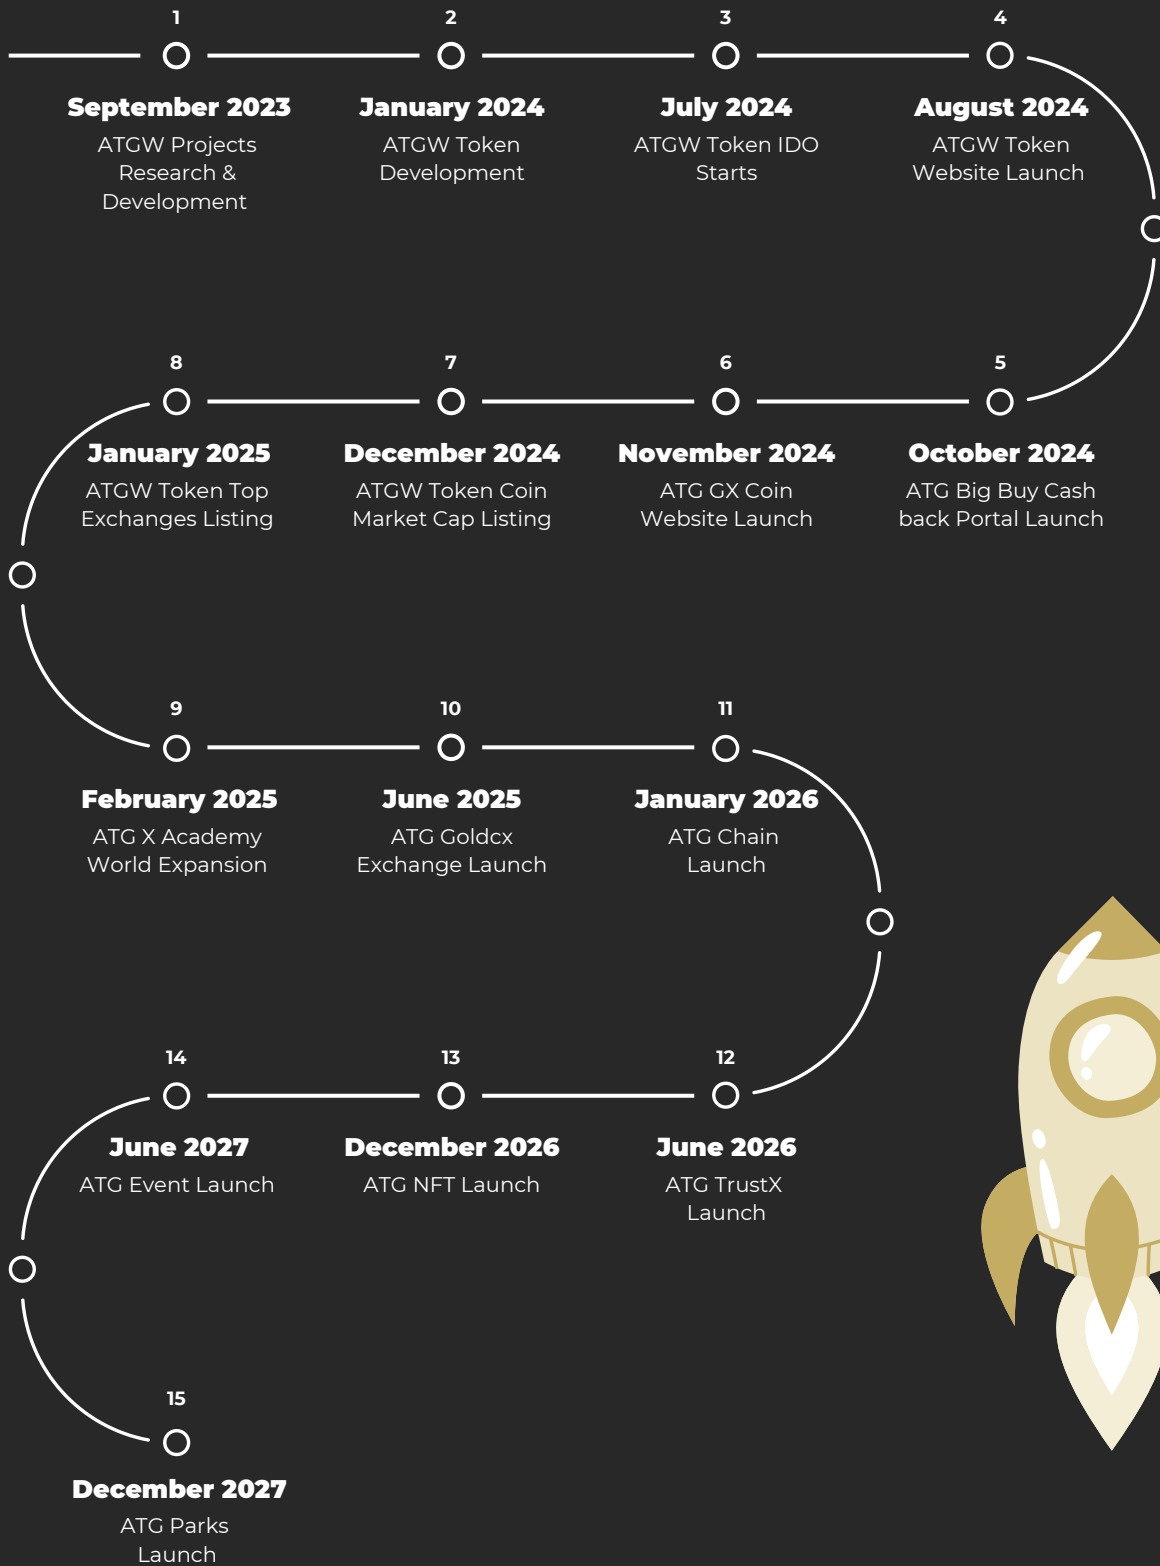 1
September 2023
ATGW Projects
Research &
Development
2
January 2024
ATGW Token
Development
3
July 2024
ATGW Token IDO
Starts
4
August 2024
ATGW Token
Website Launch
5
October 2024
ATG Big Buy Cash
back Portal Launch
6
November 2024
ATG GX Coin
Website Launch
7
December 2024
ATGW Token Coin
Market Cap Listing
8
January 2025
ATGW Token Top
Exchanges Listing
9
February 2025
ATG X Academy
World Expansion
10
June 2025
ATG Goldcx
Exchange Launch
11
January 2026
ATG Chain
Launch
12
June 2026
ATG TrustX
Launch
13
December 2026
ATG NFT Launch
14
June 2027
ATG Event Launch
15
December 2027
ATG Parks
Launch